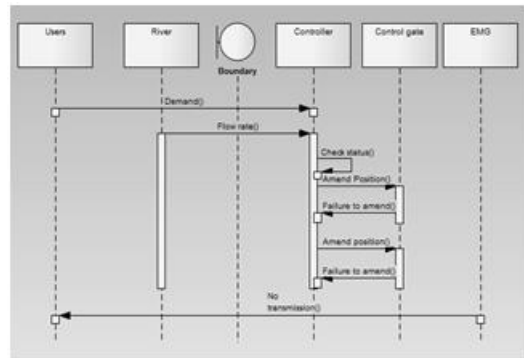 Users
River
Boundary
Controller
Control gate
EMG
Demand()
Flow rate()
Check status()
Amend Position()
Failure to amend()
Amend position()
Failure to amend()
No
transmission()